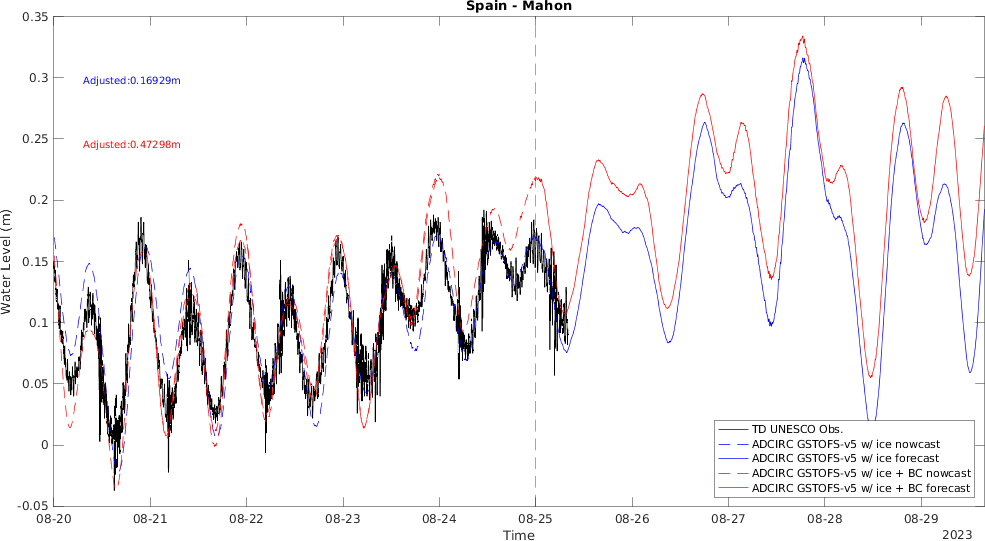 Spain - Mahon
0.35
0.3
0.25
0.2
0.15
0.1
0.05
0
-0.05
Water Level (m)
Adjusted:0.16929m
Adjusted:0.47298m
TD UNESCO Obs.
ADCIRC GSTOFS-v5 w/ ice nowcast
ADCIRC GSTOFS-v5 w/ ice forecast
ADCIRC GSTOFS-v5 w/ ice + BC nowcast
ADCIRC GSTOFS-v5 w/ ice + BC forecast
08-20 08-21 08-22 08-23 08-24 08-25 08-26 08-27 08-28 08-29
Time
2023